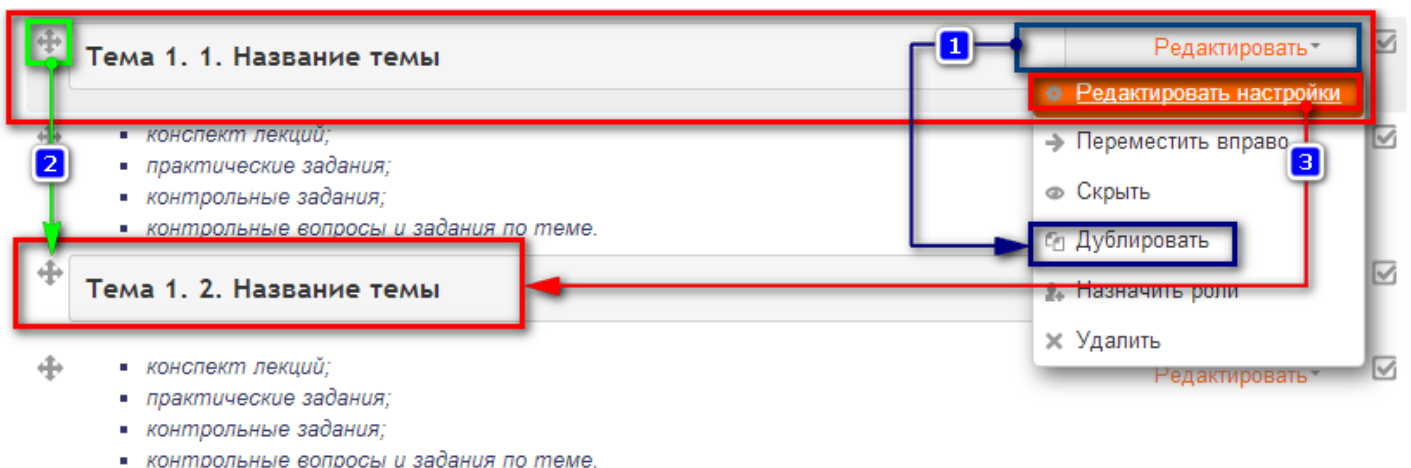 Тема 1. 1. Название темы
1
Редактировать
Редактировать настройки
конспект лекций;
практические задания;
контрольные задания;
контрольные вопросы и задания по теме.
2
Переместить вправо
3
Скрыть
Дублировать
Назначить роли
Удалить
Тема 1. 2. Название темы
Редактировать
конспект лекций;
практические задания;
контрольные задания;
контрольные вопросы и задания по теме.